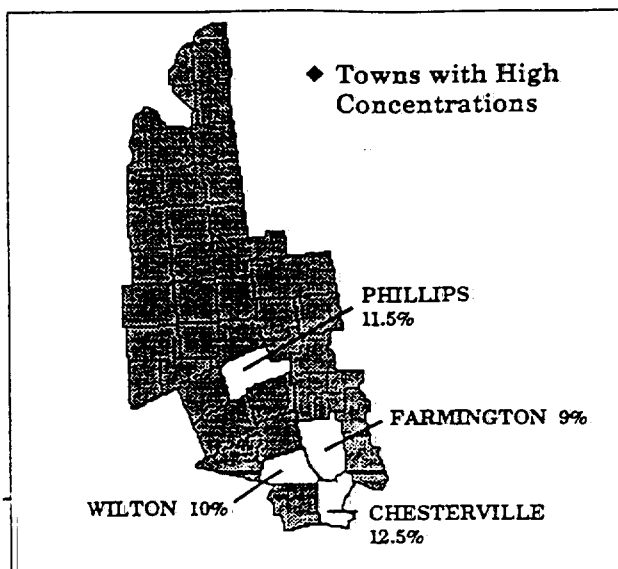 ◆ Towns with High
Concentrations
PHILLIPS
11.5%
FARMINGTON 9%
WILTON 10%
CHESTERVILLE
12.5%